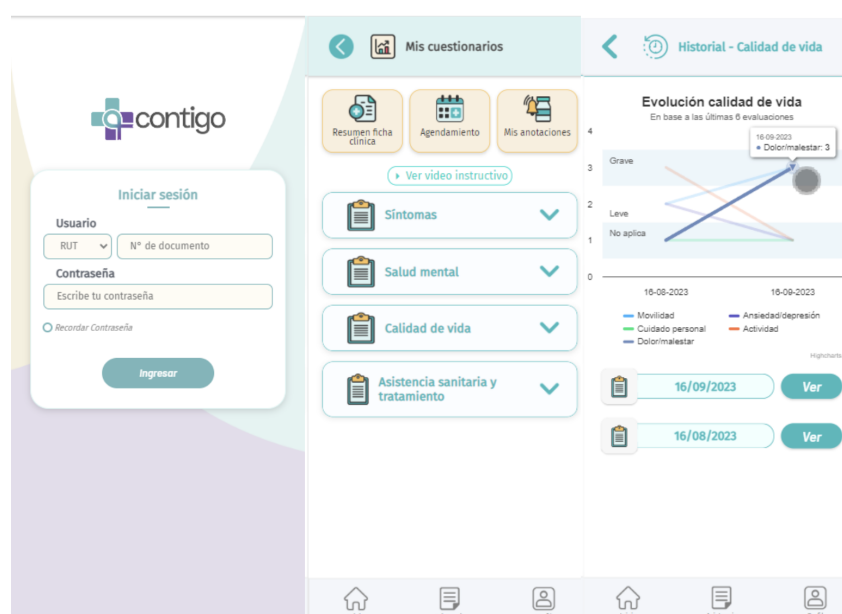 contigo
Iniciar sesión
Usuario
RUT
N° de documento
Contraseña
Escribe tu contraseña
Recordar Contraseña
Ingresar
Mis cuestionarios
Resumen ficha
clínica
Agendamiento
Mis anotaciones
Ver video instructivo
Síntomas
Salud mental
Calidad de vida
Asistencia sanitaria y
tratamiento
Historial - Calidad de vida
Evolución calidad de vida
En base a las últimas 6 evaluaciones
16-09-2023
Dolor/malestar: 3
4
3
2
1
0
Grave
Leve
No aplica
16-08-2023
16-09-2023
Movilidad
Ansiedad/depresión
Cuidado personal
Actividad
Dolor/malestar
Highcharts
16/09/2023
Ver
16/08/2023
Ver